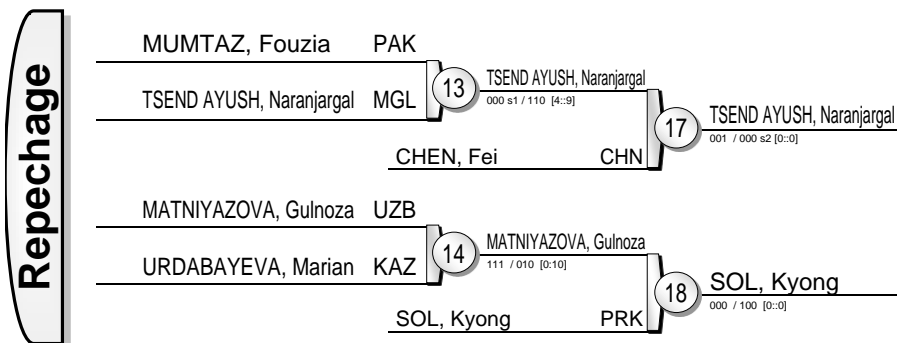 Repechage
MUMTAZ, Fouzia PAK
TSEND AYUSH, Naranjargal MGL
13
TSEND AYUSH, Naranjargal
000 s1 / 110 [4::9]
CHEN, Fei CHN
17
TSEND AYUSH, Naranjargal
001 / 000 s2 [0::0]
MATNIYAZOVA, Gulnoza UZB
URDABAYEVA, Marian KAZ
14
MATNIYAZOVA, Gulnoza
111 / 010 [0:10]
SOL, Kyong PRK
18
SOL, Kyong
000 / 100 [0::0]